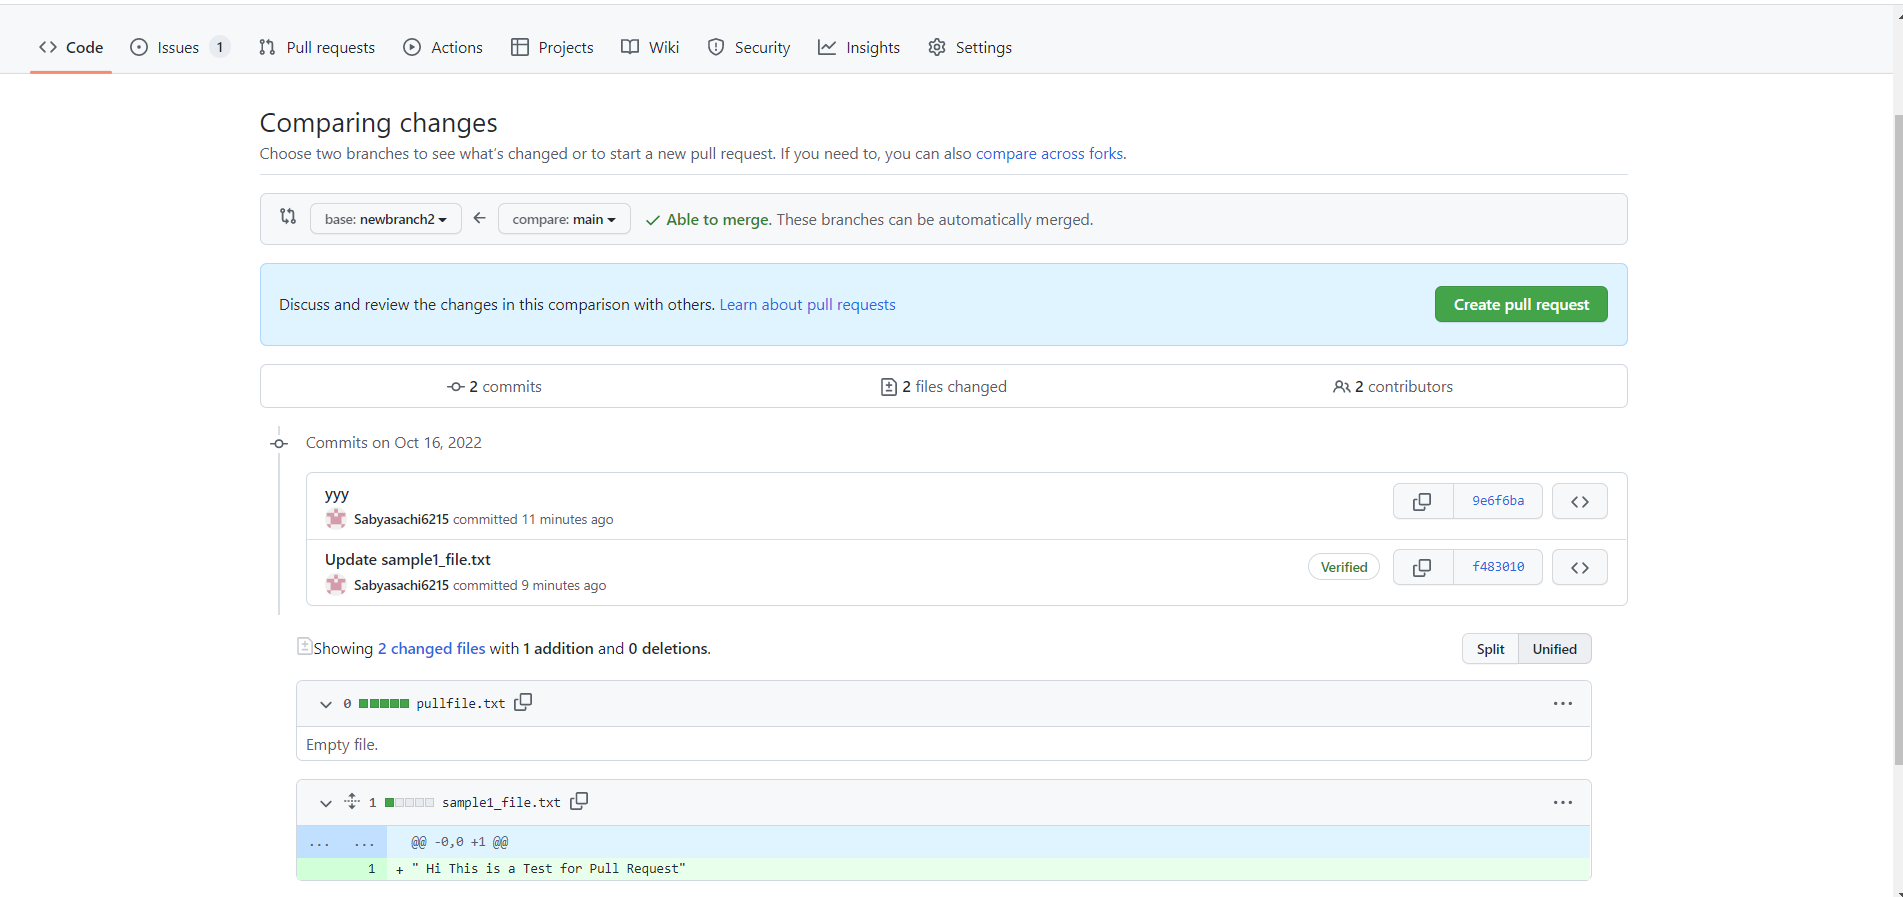 Code Issues 1 Pull requests Actions Projects Wiki Security Insights Settings
Comparing changes
Choose two branches to see what's changed or to start a new pull request. If you need to, you can also compare across forks.
base: newbranch2 compare: main Able to merge. These branches can be automatically merged.
Discuss and review the changes in this comparison with others. Learn about pull requests Create pull request
2 commits 2 files changed 2 contributors
Commits on Oct 16, 2022
yyy
Sabyasachi6215 committed 11 minutes ago 9e6f6ba
Update sample1_file.txt
Sabyasachi6215 committed 9 minutes ago Verified f483010
Showing 2 changed files with 1 addition and 0 deletions. Split Unified
0 pullfile.txt
Empty file.
1 sample1_file.txt
... ... @@ -0,0 +1 @@
1 + " Hi This is a Test for Pull Request"